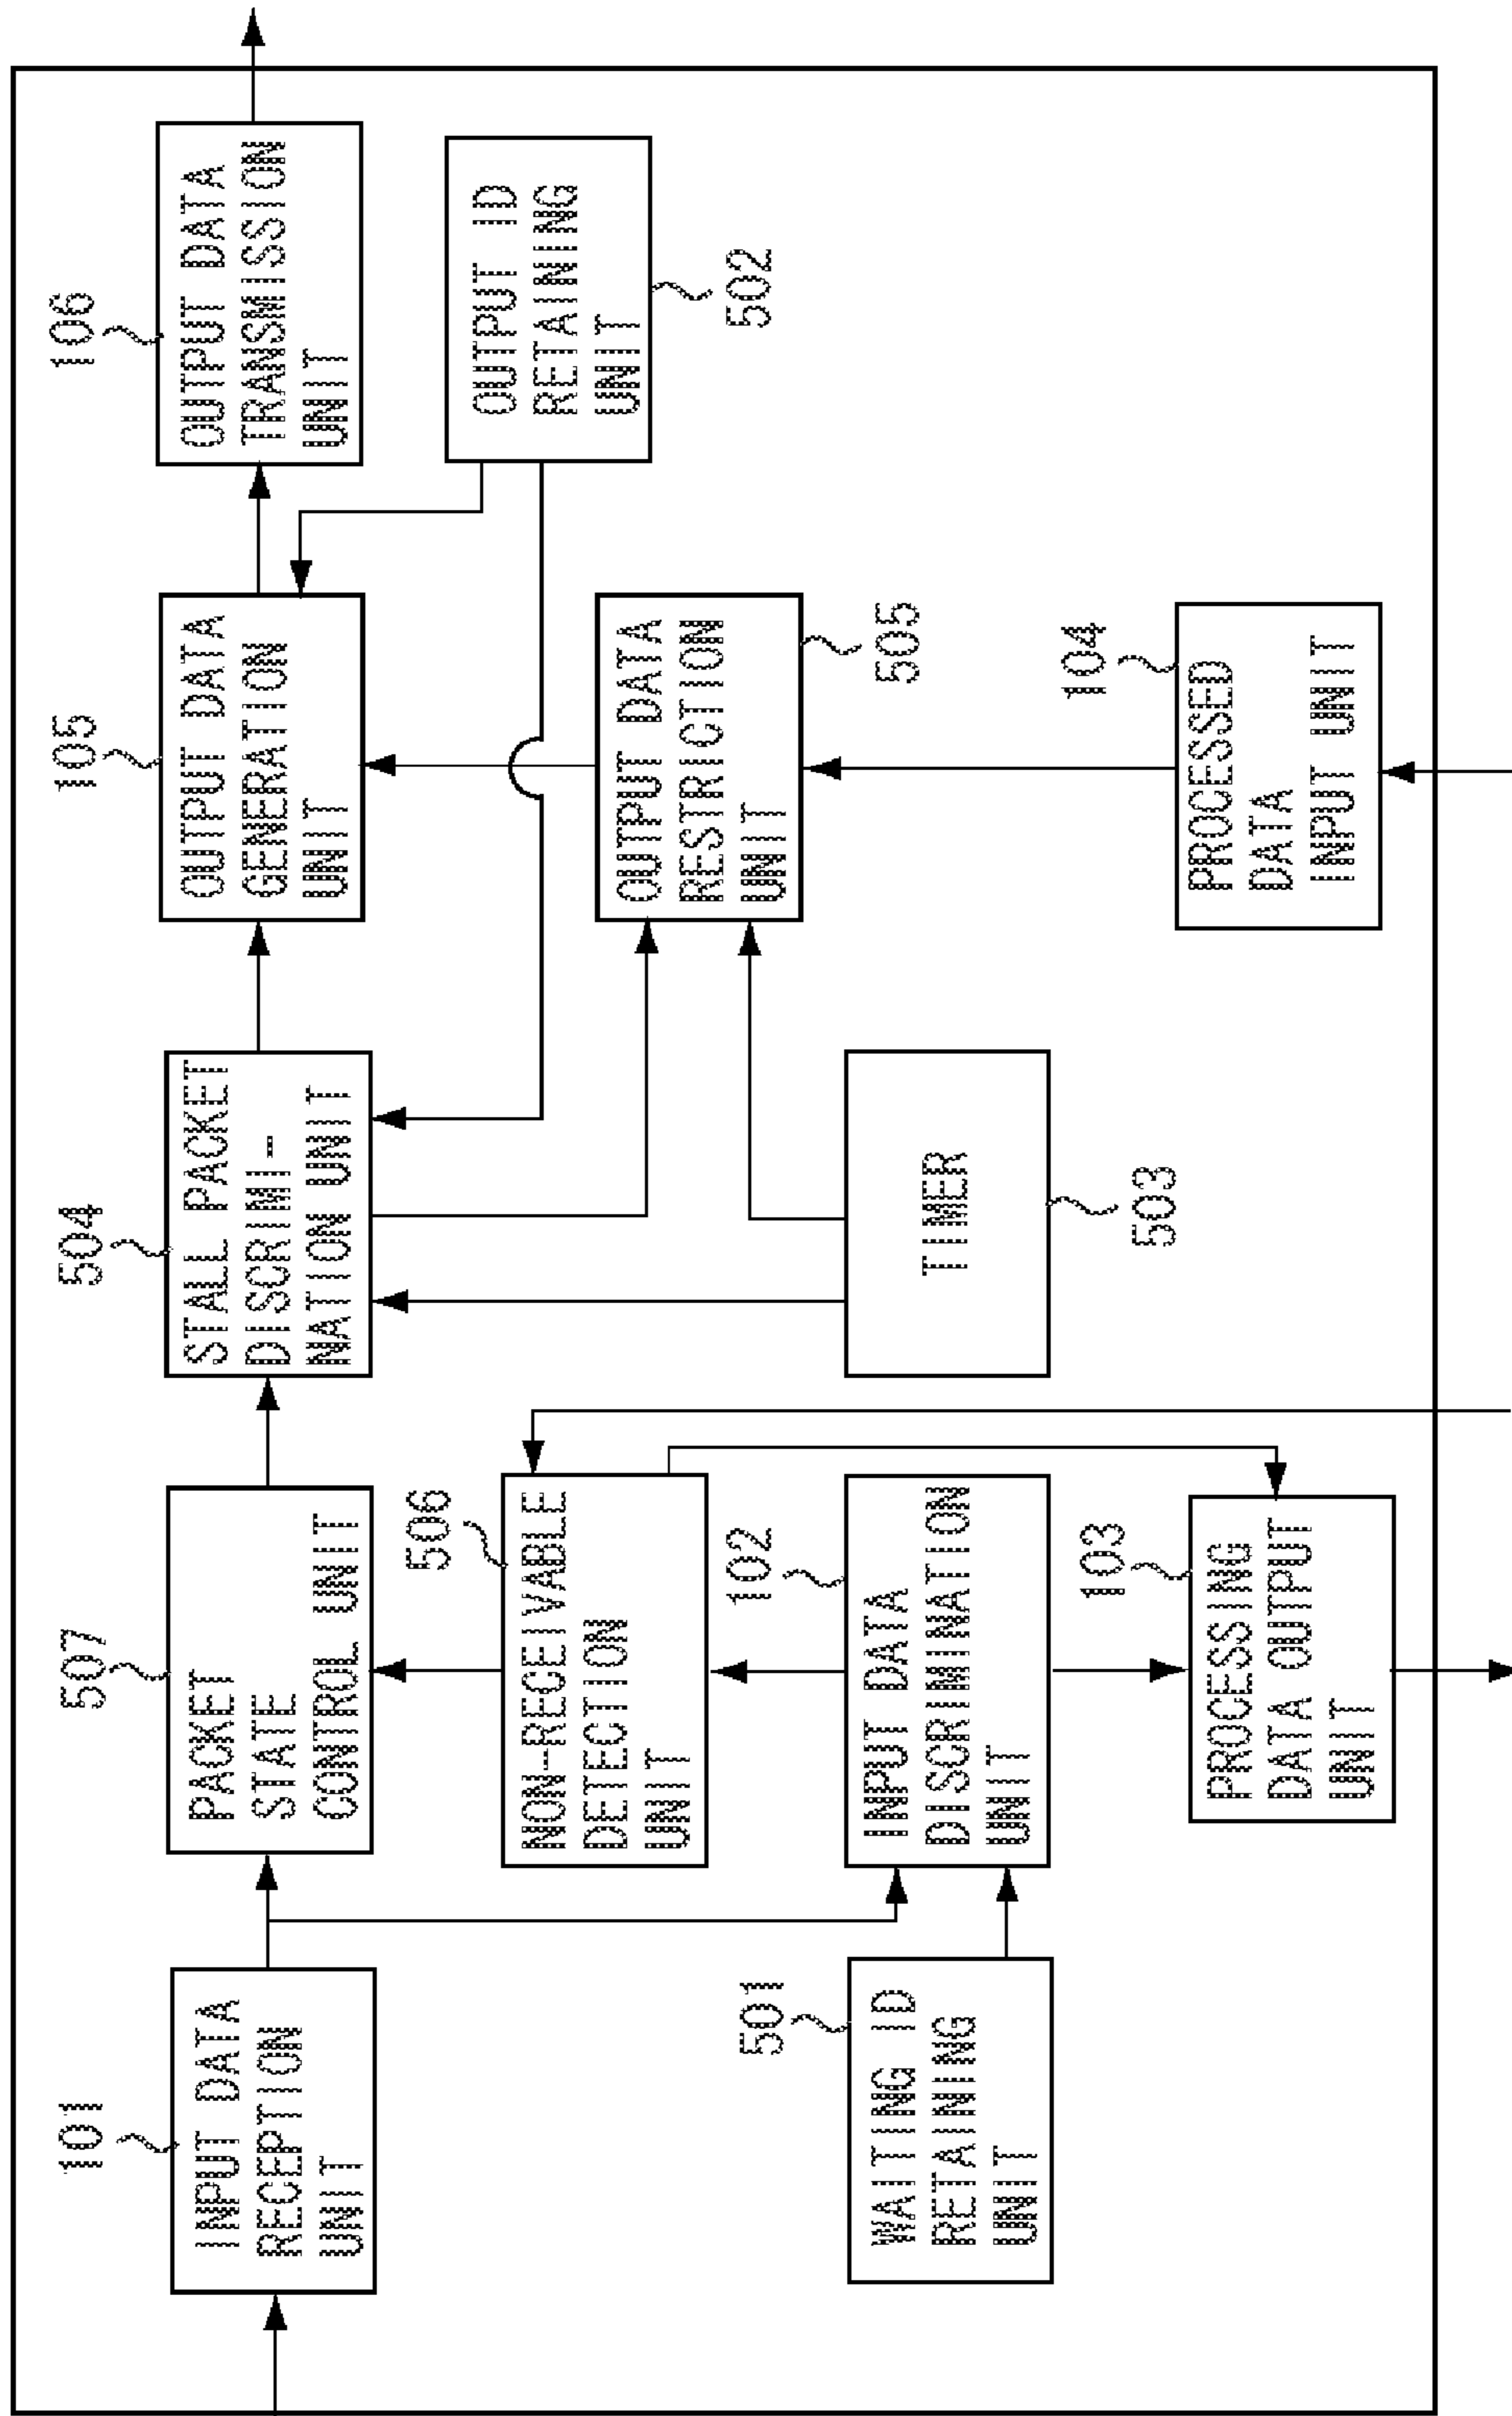 101
INPUT DATA
RECEPTION
UNIT
507
PACKET
STATE
CONTROL UNIT
504
STALL PACKET
DISCRIMI-
NATION UNIT
105
OUTPUT DATA
GENERATION
UNIT
106
OUTPUT DATA
TRANSMISSION
UNIT
506
NON-RECEIVABLE
DETECTION
UNIT
OUTPUT ID
RETAINING
UNIT
502
OUTPUT DATA
RESTRICTION
UNIT
505
501
WAITING ID
RETAINING
UNIT
102
INPUT DATA
DISCRIMINATION
UNIT
TIMER
503
103
PROCESSING
DATA OUTPUT
UNIT
104
PROCESSED
DATA
INPUT UNIT